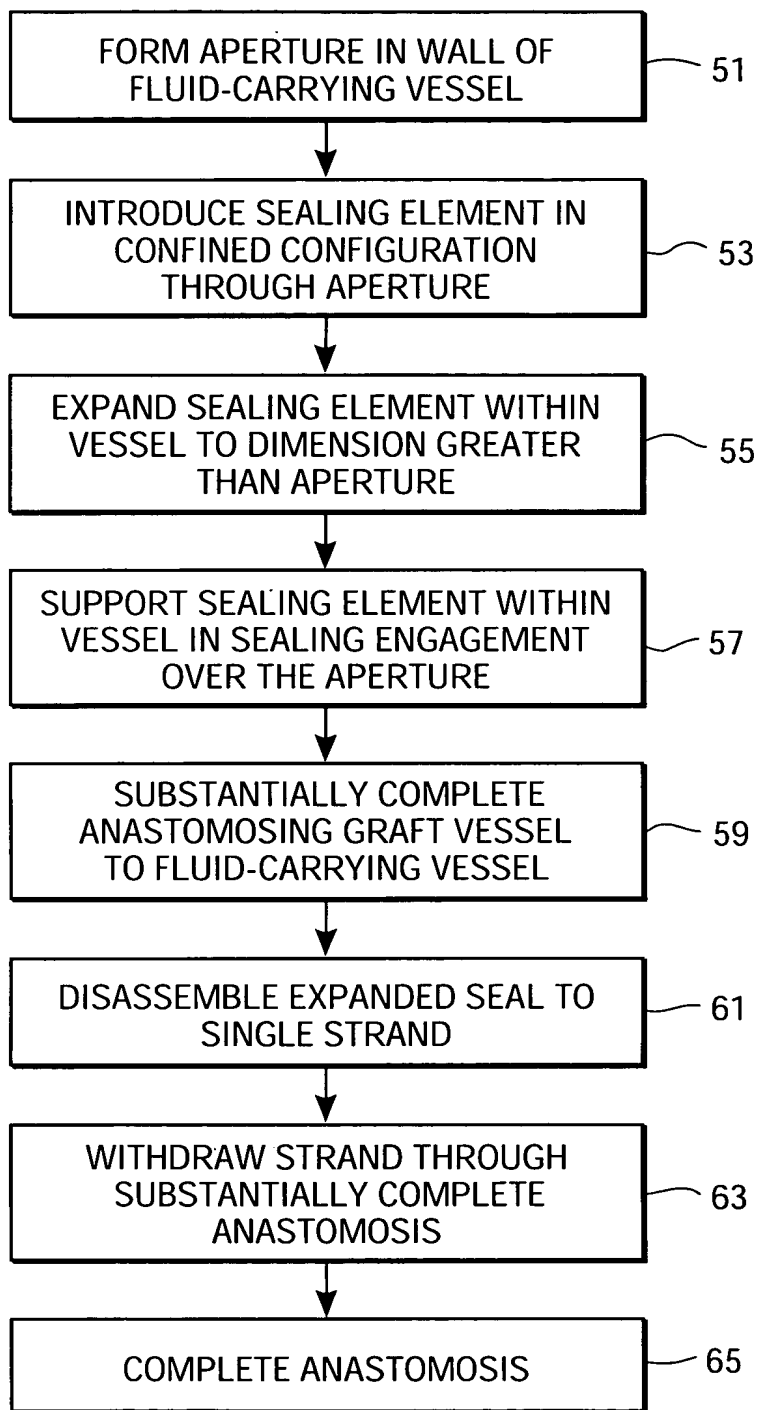 FORM APERTURE IN WALL OF
FLUID-CARRYING VESSEL
51
INTRODUCE SEALING ELEMENT IN
CONFINED CONFIGURATION
THROUGH APERTURE
53
EXPAND SEALING ELEMENT WITHIN
VESSEL TO DIMENSION GREATER
THAN APERTURE
55
SUPPORT SEALING ELEMENT WITHIN
VESSEL IN SEALING ENGAGEMENT
OVER THE APERTURE
57
SUBSTANTIALLY COMPLETE
ANASTOMOSING GRAFT VESSEL
TO FLUID-CARRYING VESSEL
59
DISASSEMBLE EXPANDED SEAL TO
SINGLE STRAND
61
WITHDRAW STRAND THROUGH
SUBSTANTIALLY COMPLETE
ANASTOMOSIS
63
COMPLETE ANASTOMOSIS
65